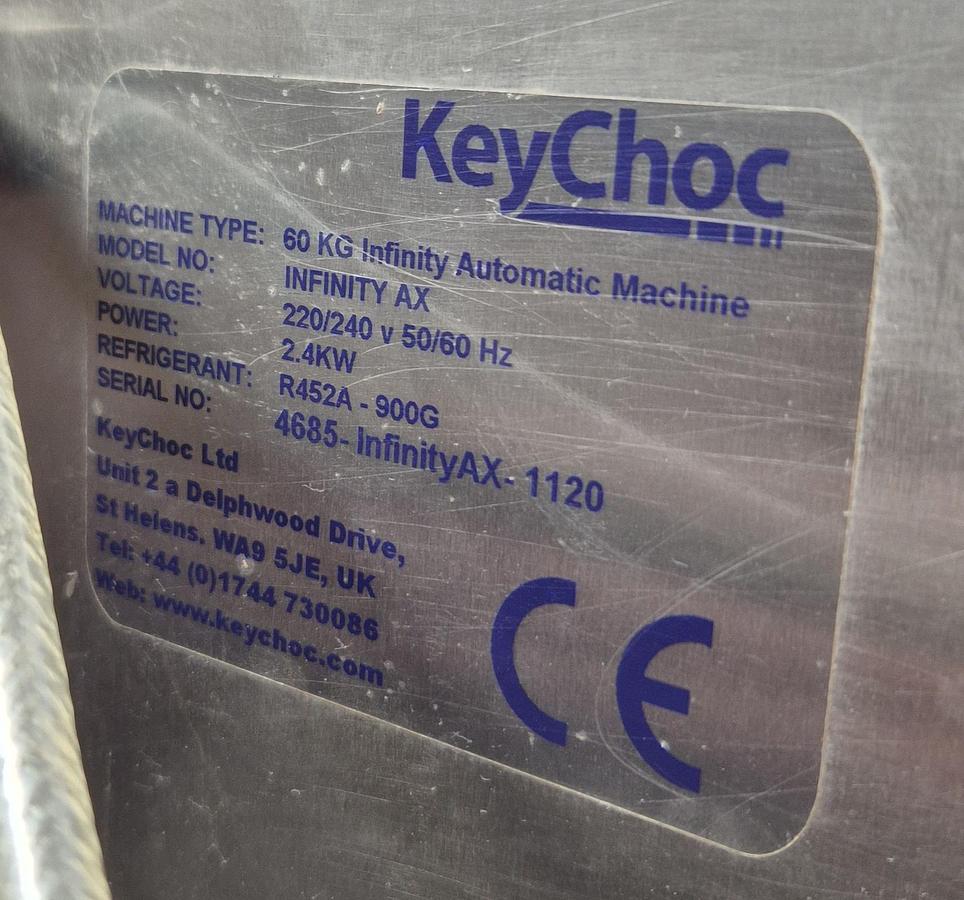 KeyChoc
MACHINE TYPE: 60 KG Infinity Automatic Machine
MODEL NO: INFINITY AX
VOLTAGE: 220/240 v 50/60 Hz
POWER: 2.4KW
REFRIGERANT: R452A - 900G
SERIAL NO: 4685- InfinityAX- 1120
KeyChoc Ltd
Unit 2 a Delphwood Drive,
St Helens. WA9 5JE, UK
Tel: +44 (0)1744 730086
Web: www.keychoc.com
CE